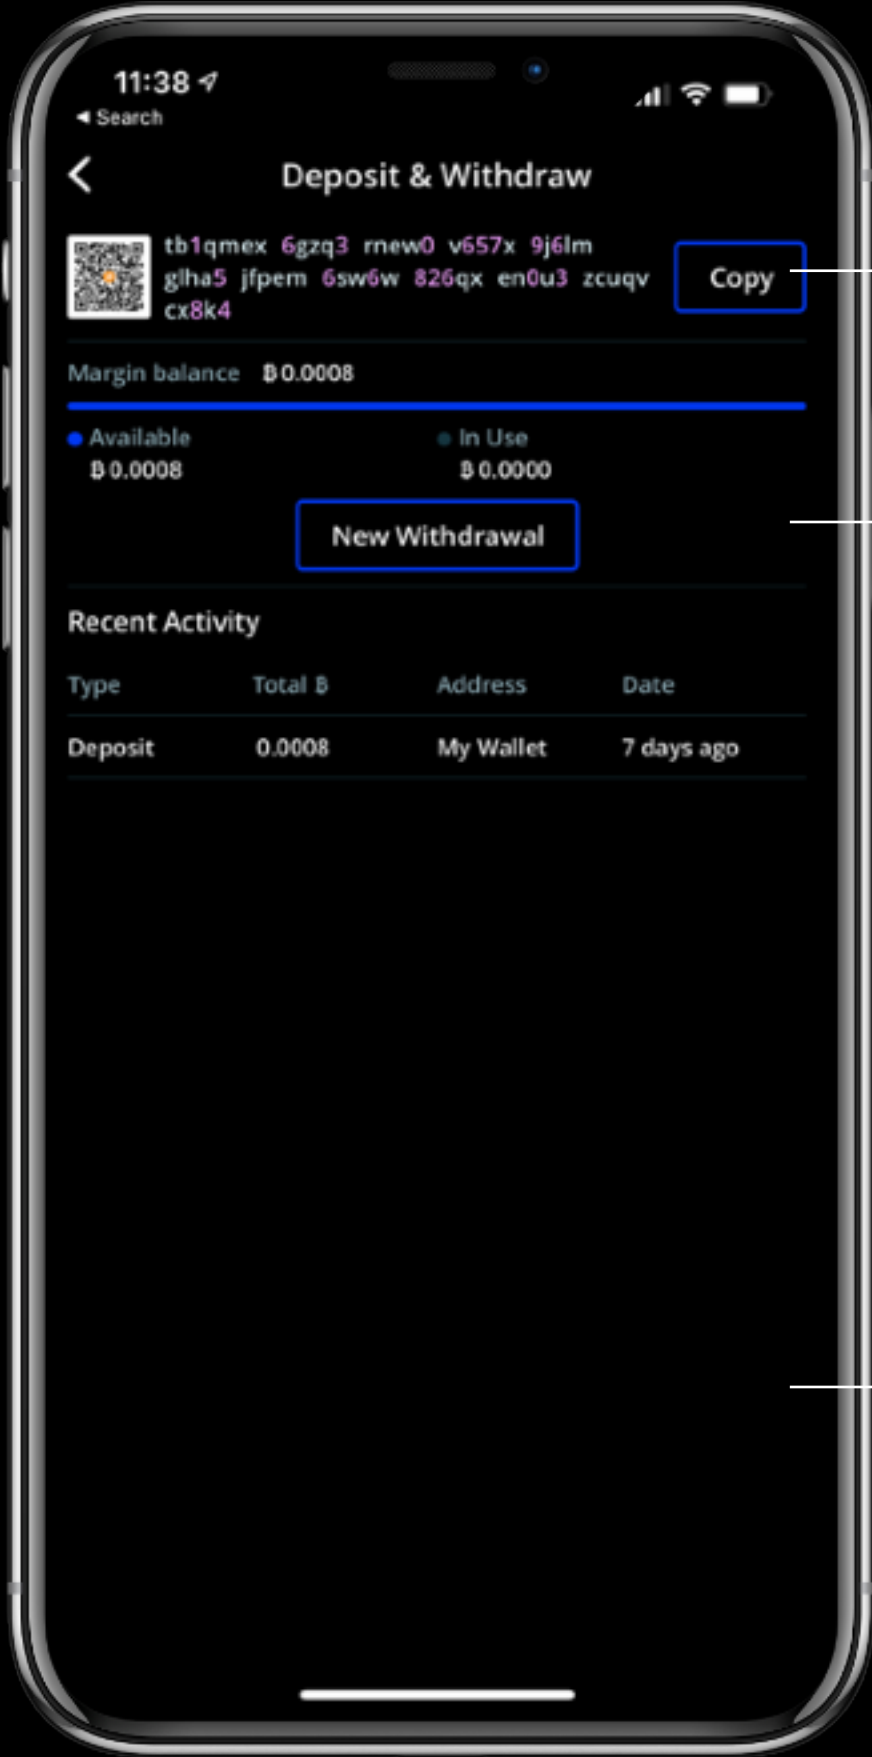 11:38
Search
Deposit & Withdraw
tb1qmex 6gzq3 rnew0 v657x 9j6lm
glha5 jfpem 6sw6w 826qx en0u3 zcuqv
cx8k4
Copy
Margin balance ₿0.0008
Available In Use
₿0.0008 ₿0.0000
New Withdrawal
Recent Activity
Type Total ₿ Address Date
Deposit 0.0008 My Wallet 7 days ago